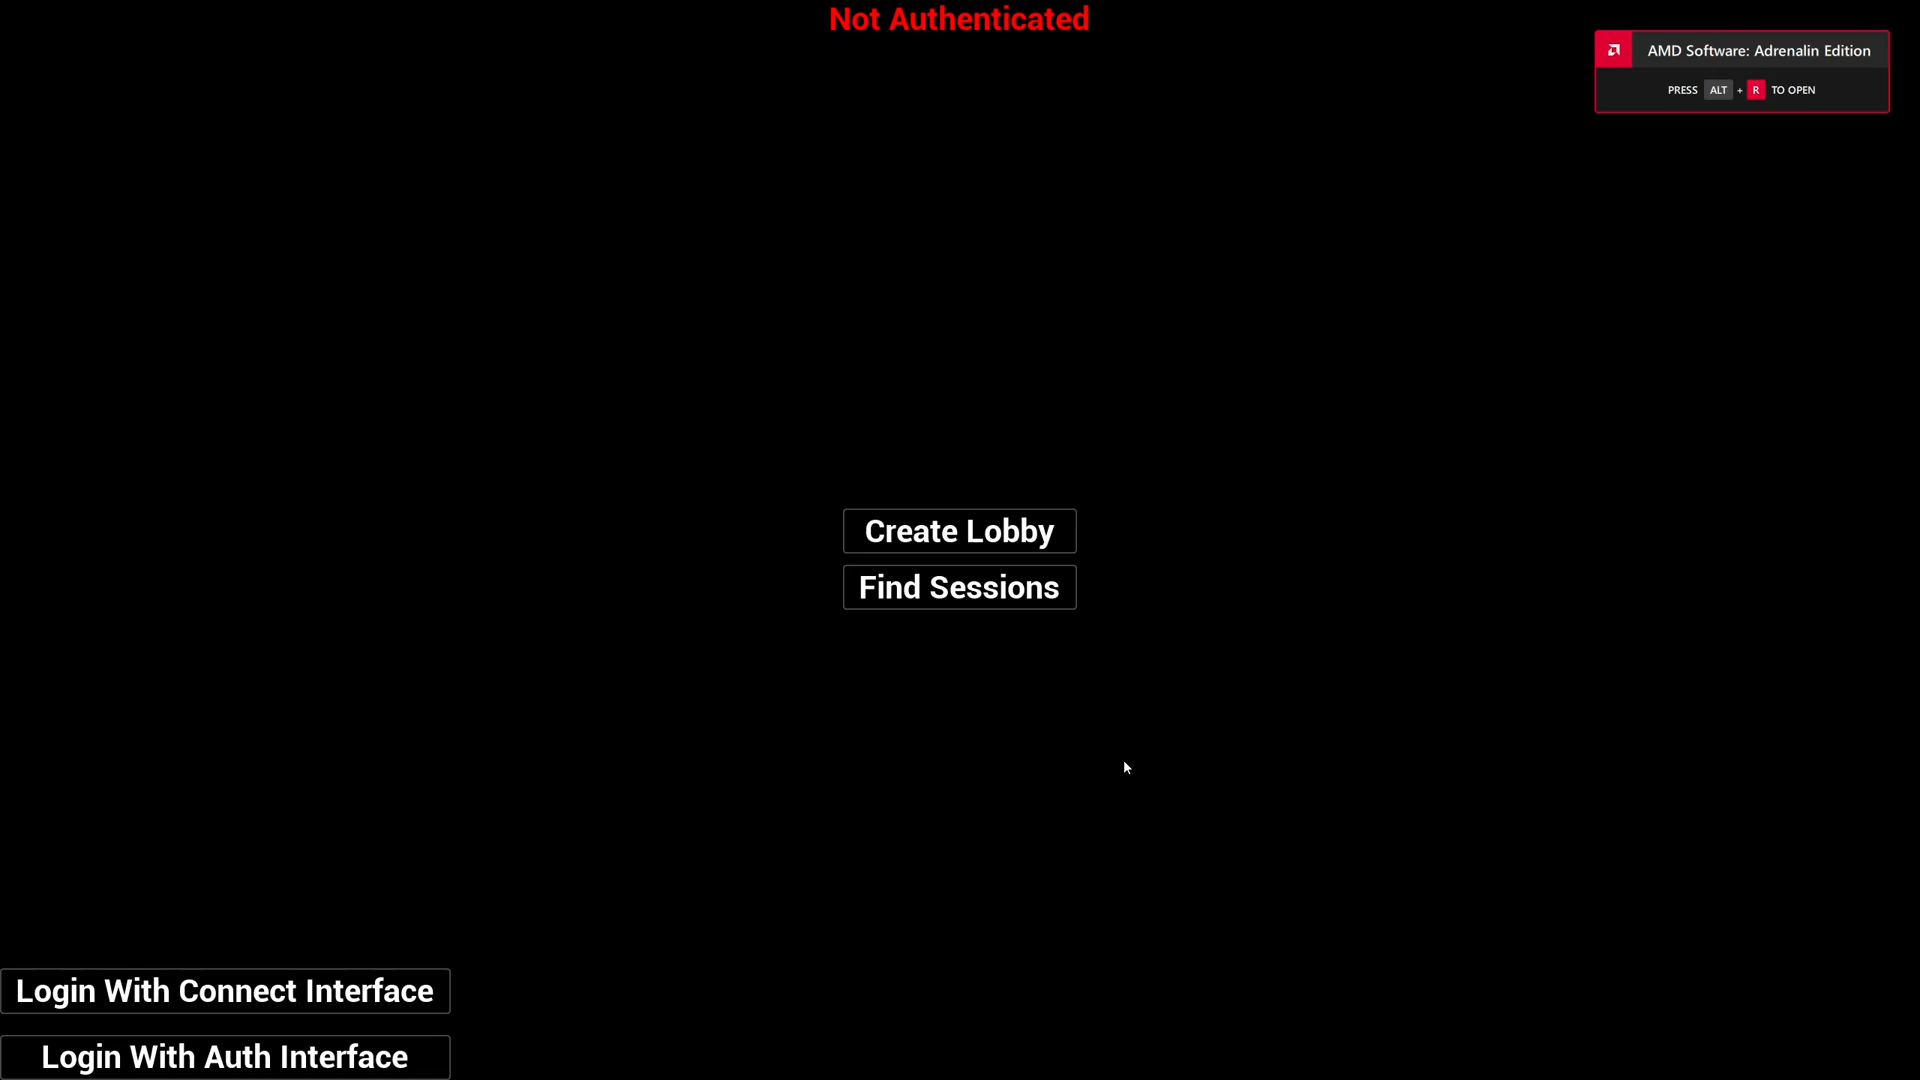 Not Authenticated
AMD Software: Adrenalin Edition
PRESS ALT + R TO OPEN
Create Lobby
Find Sessions
Login With Connect Interface
Login With Auth Interface